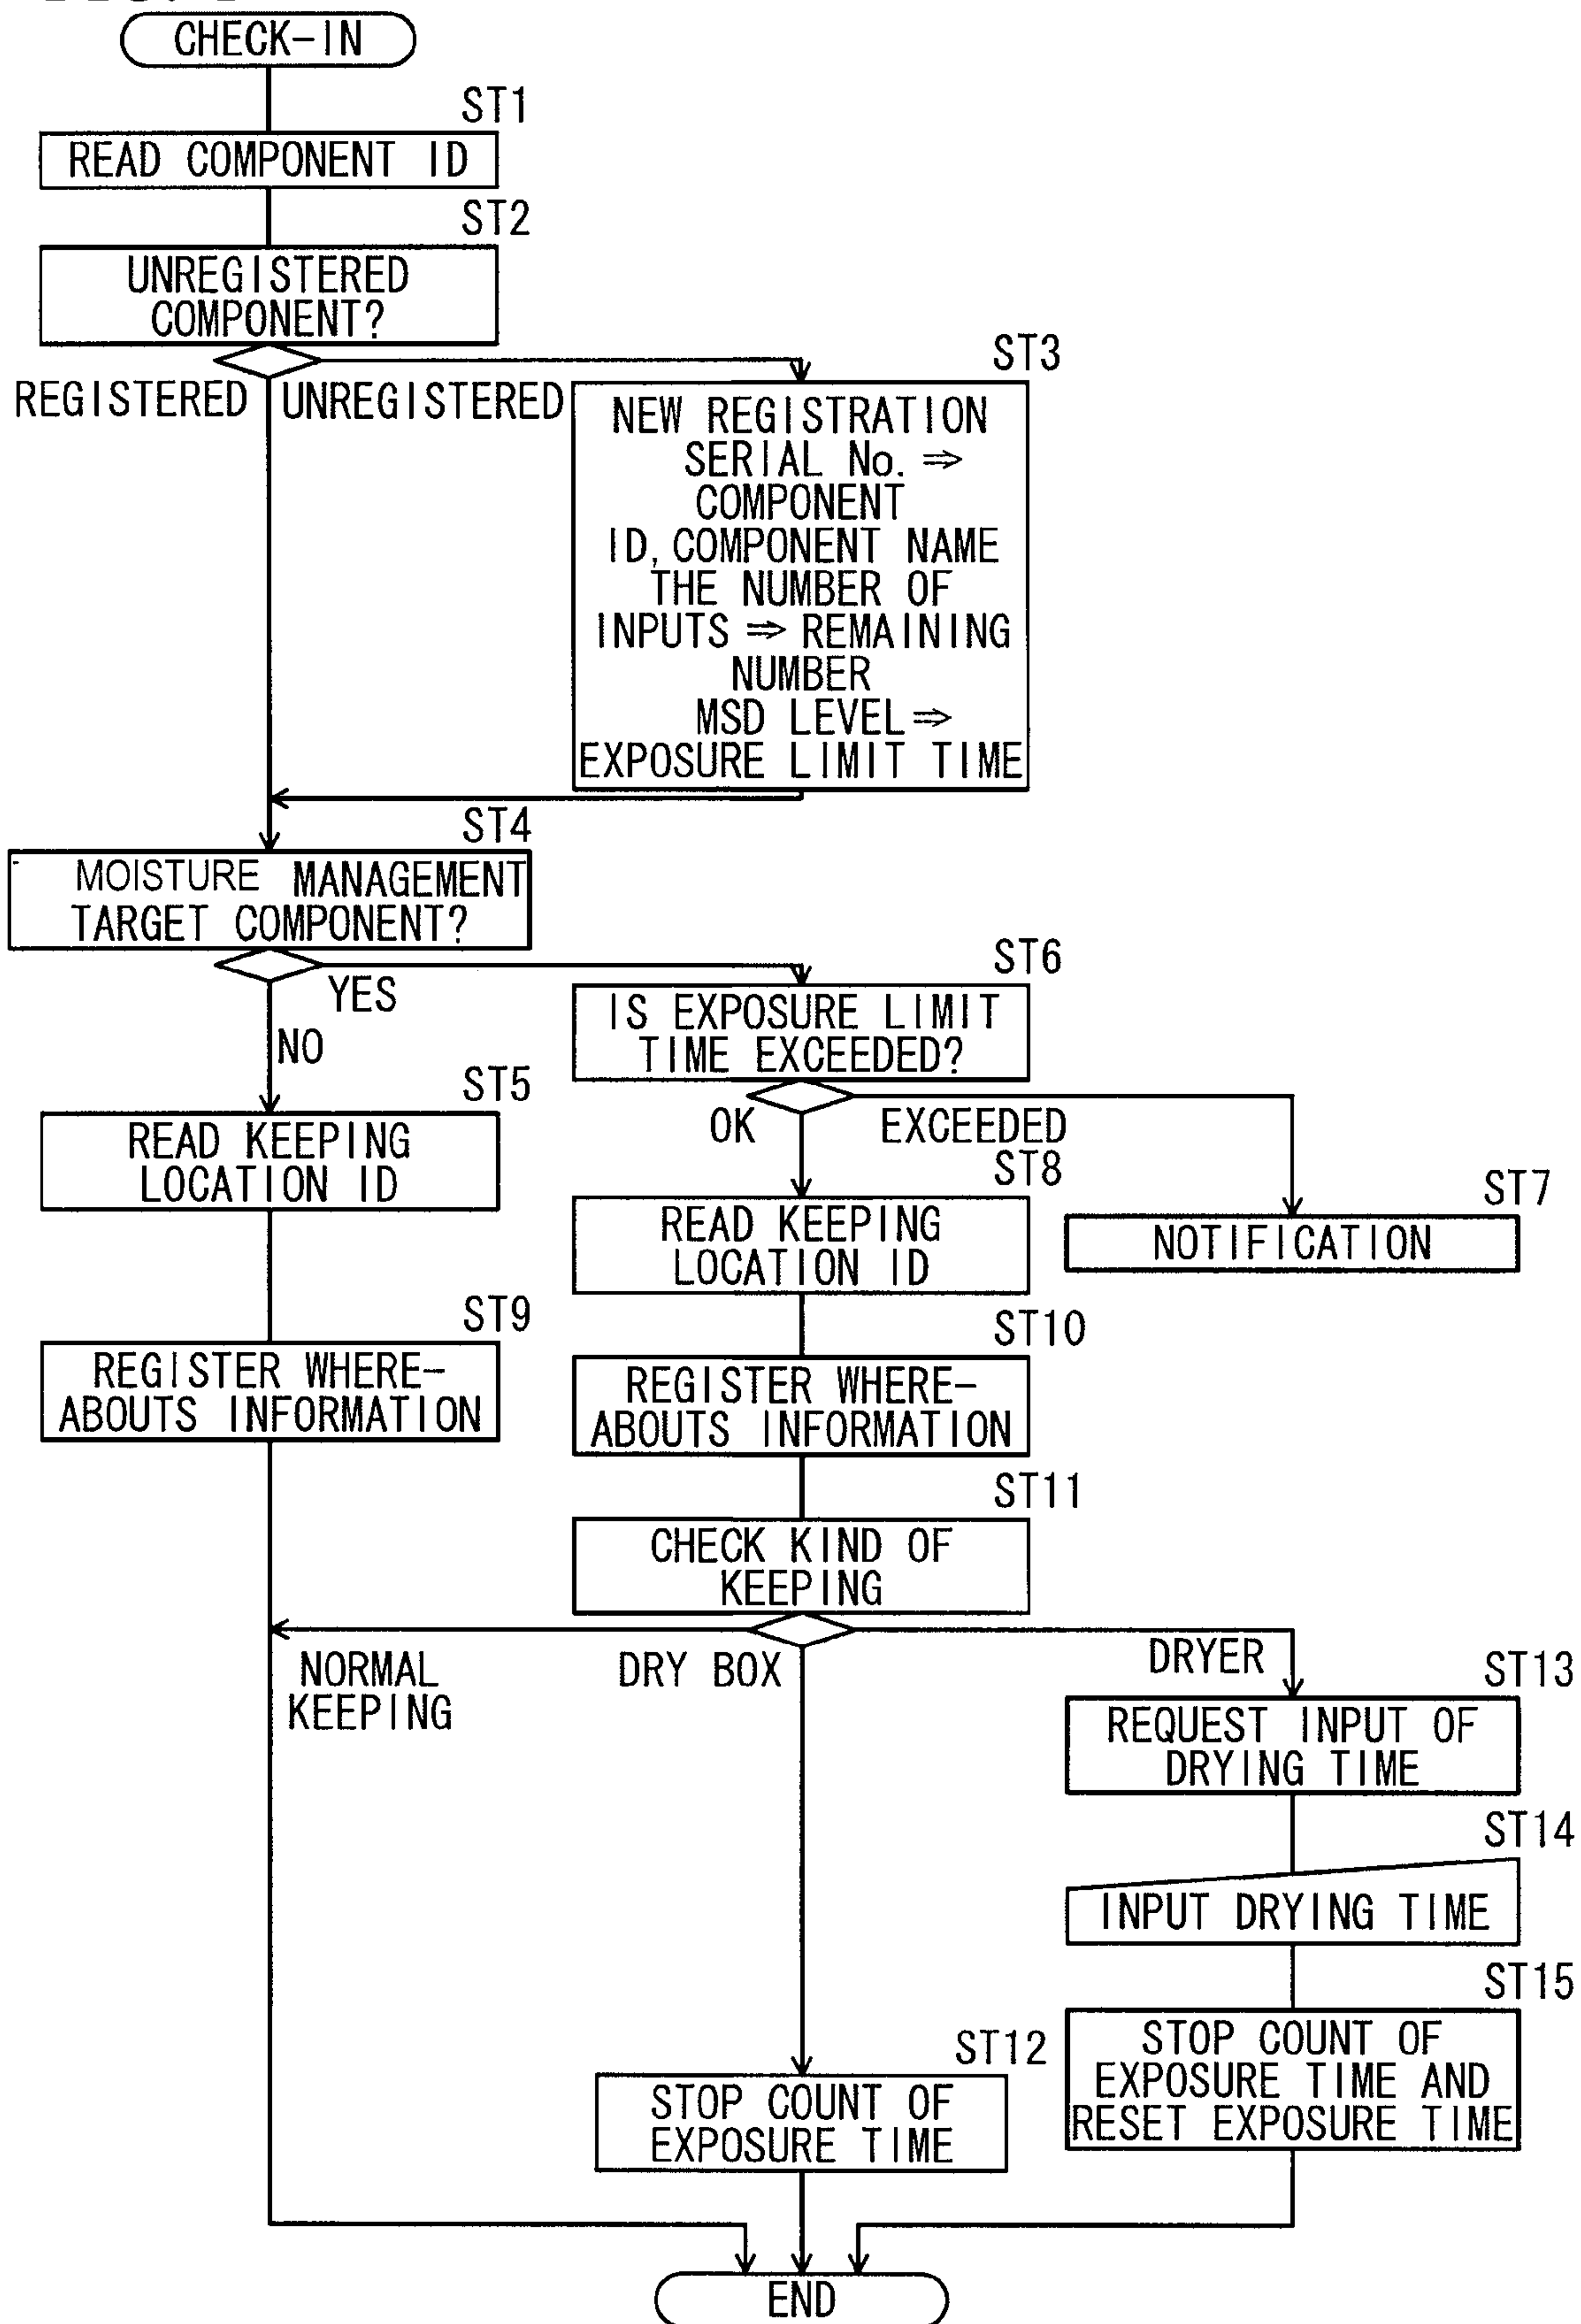 CHECK-IN
ST1
READ COMPONENT ID
ST2
UNREGISTERED
COMPONENT?
REGISTERED
UNREGISTERED
ST3
NEW REGISTRATION
SERIAL No. ⇒
COMPONENT
ID, COMPONENT NAME
THE NUMBER OF
INPUTS ⇒ REMAINING
NUMBER
MSD LEVEL ⇒
EXPOSURE LIMIT TIME
ST4
MOISTURE MANAGEMENT
TARGET COMPONENT?
YES
NO
ST6
IS EXPOSURE LIMIT
TIME EXCEEDED?
OK
EXCEEDED
ST5
READ KEEPING
LOCATION ID
ST8
READ KEEPING
LOCATION ID
ST7
NOTIFICATION
ST9
REGISTER WHERE-
ABOUTS INFORMATION
ST10
REGISTER WHERE-
ABOUTS INFORMATION
ST11
CHECK KIND OF
KEEPING
NORMAL
KEEPING
DRY BOX
DRYER
ST13
REQUEST INPUT OF
DRYING TIME
ST14
INPUT DRYING TIME
ST15
STOP COUNT OF
EXPOSURE TIME AND
RESET EXPOSURE TIME
ST12
STOP COUNT OF
EXPOSURE TIME
END